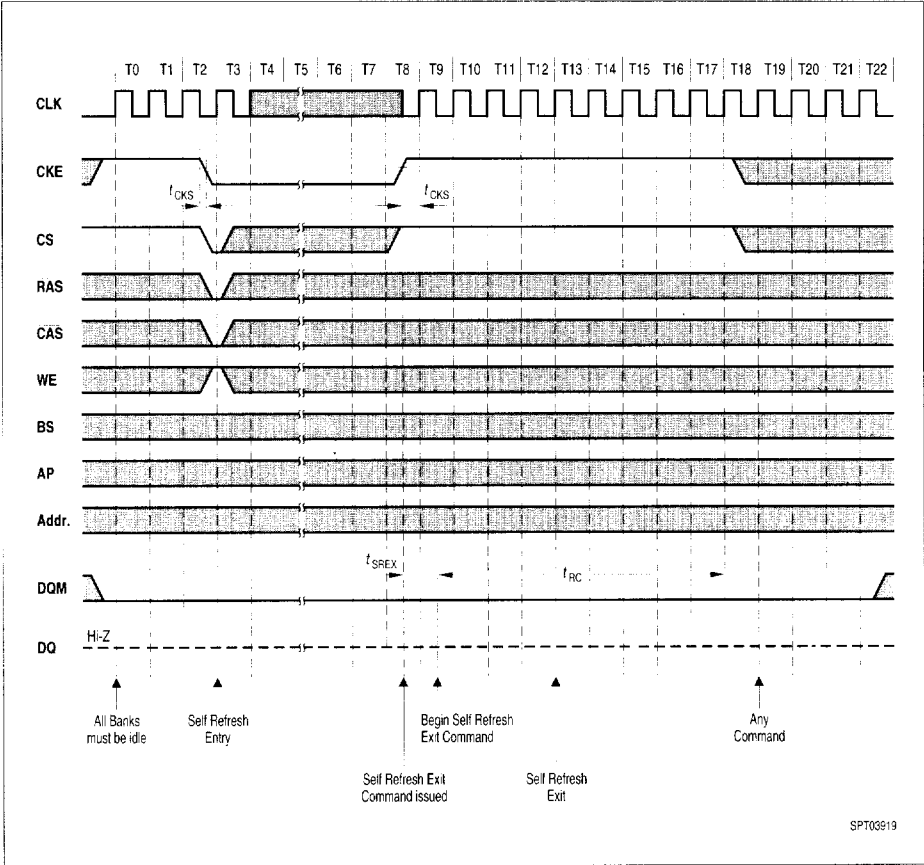 T0 T1 T2 T3 T4 T5 T6 T7 T8 T9 T10 T11 T12 T13 T14 T15 T16 T17 T18 T19 T20 T21 T22
CLK
CKE
tCKS tCKS
CS
RAS
CAS
WE
BS
AP
Addr.
tSREX tRC
DQM
Hi-Z
DQ
All Banks
must be idle
Self Refresh
Entry
Begin Self Refresh
Exit Command
Any
Command
Self Refresh Exit
Command issued
Self Refresh
Exit
SPT03919